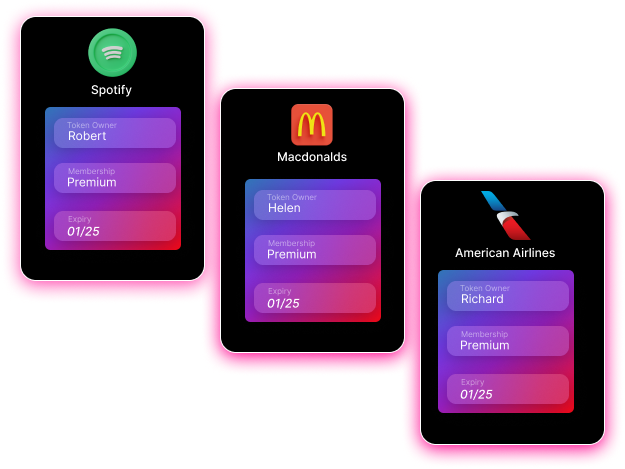 Spotify
Token Owner
Robert
Membership
Premium
Expiry
01/25
Macdonalds
Token Owner
Helen
Membership
Premium
Expiry
01/25
American Airlines
Token Owner
Richard
Membership
Premium
Expiry
01/25